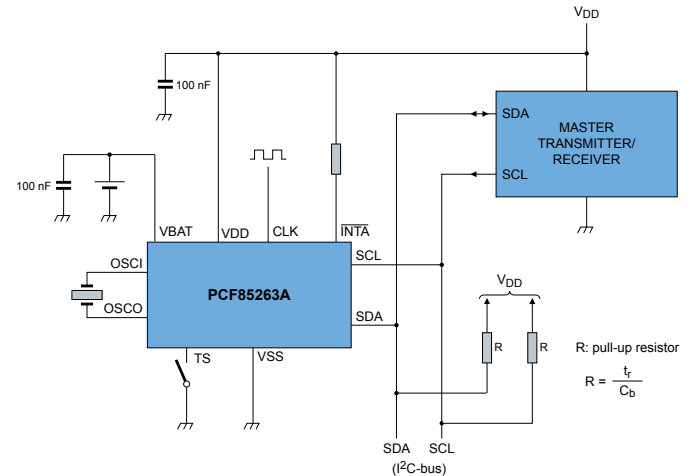 VDD
100 nF
SDA
MASTER
TRANSMITTER/
RECEIVER
SCL
100 nF
VBAT
VDD
CLK
INTA
OSCI
SCL
PCF85263A
OSCO
SDA
VDD
TS
VSS
R
R
R: pull-up resistor
R = tr / Cb
SDA
SCL
(I²C-bus)